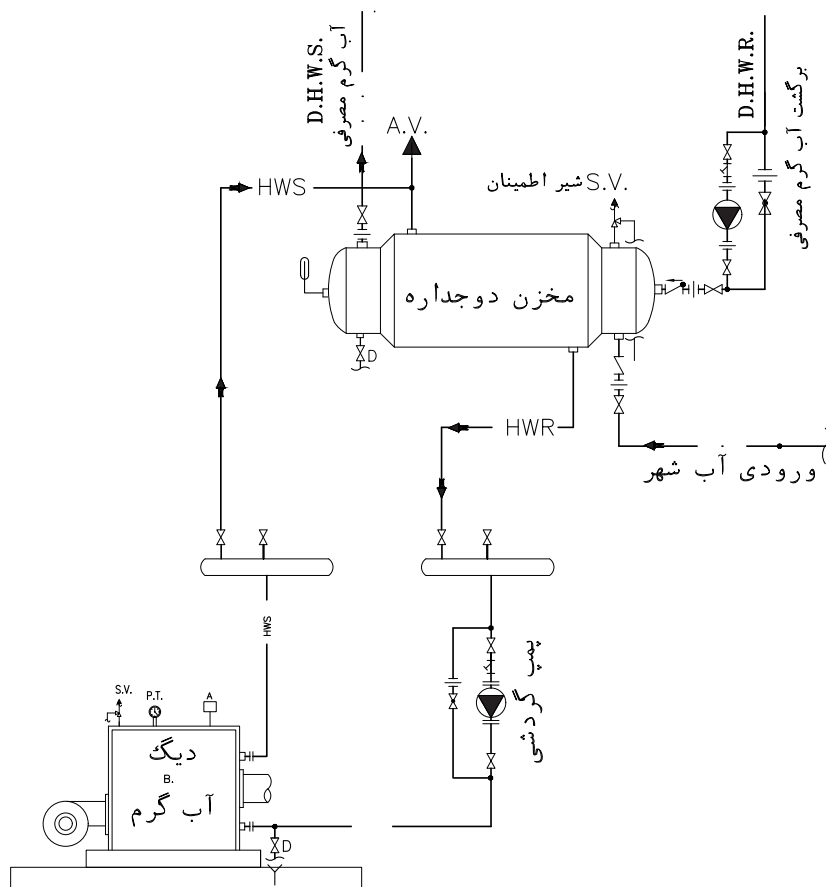 D.H.W.S.
آب گرم مصرفی
A.V.
D.H.W.R.
برگشت آب گرم مصرفی
HWS
شیر اطمینان S.V.
مخزن دوجداره
D
HWR
ورودی آب شهر
HWS
پمپ گردشی
S.V.
P.T.
A
دیگ
B.
آب گرم
D